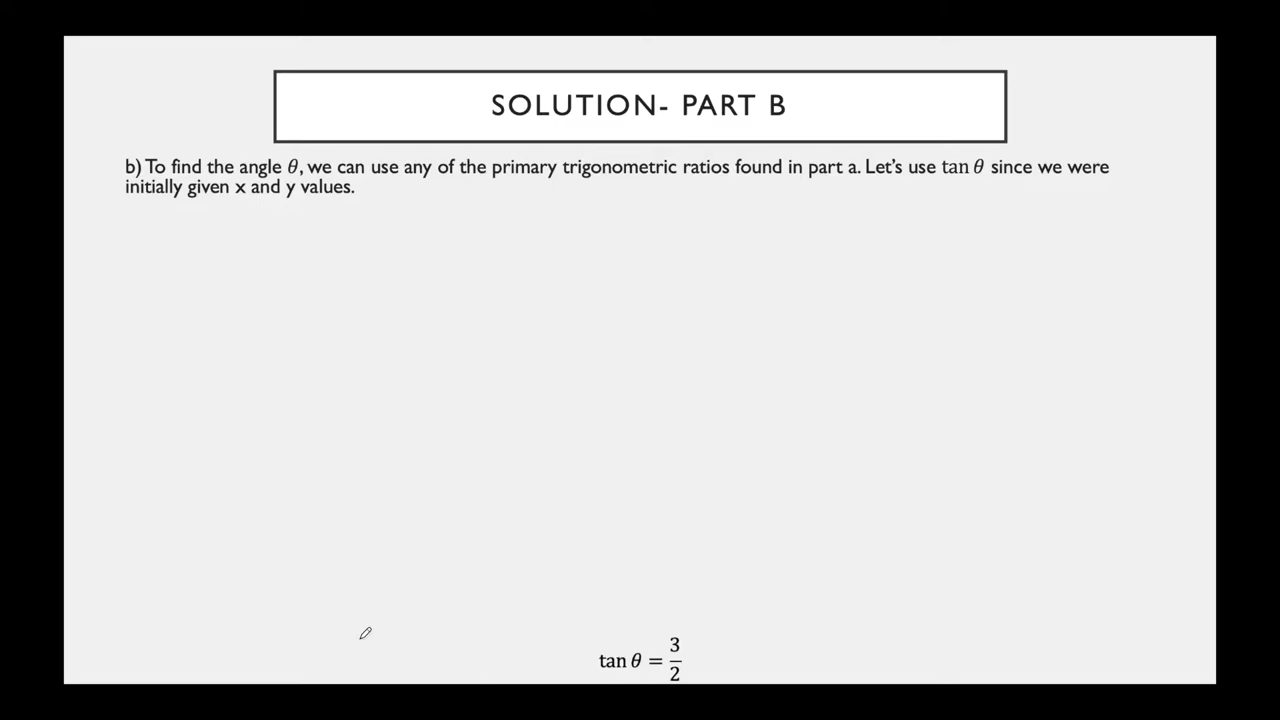 SOLUTION- PART B
b) To find the angle θ, we can use any of the primary trigonometric ratios found in part a. Let's use tan θ since we were
initially given x and y values.
tan θ = 3/2